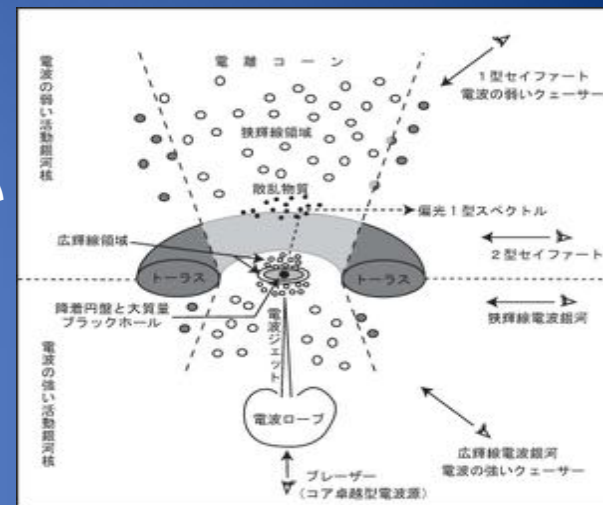 電離コーン
電波の弱い活動銀河核
1型セイファート
電波の弱いクェーサー
狭輝線領域
散乱物質
偏光1型スペクトル
広輝線領域
2型セイファート
トーラス
トーラス
降着円盤と大質量
ブラックホール
狭輝線電波銀河
電波ジェット
電波の強い活動銀河核
電波ローブ
広輝線電波銀河
電波の強いクェーサー
ブレーザー
(コア卓越型電波源)